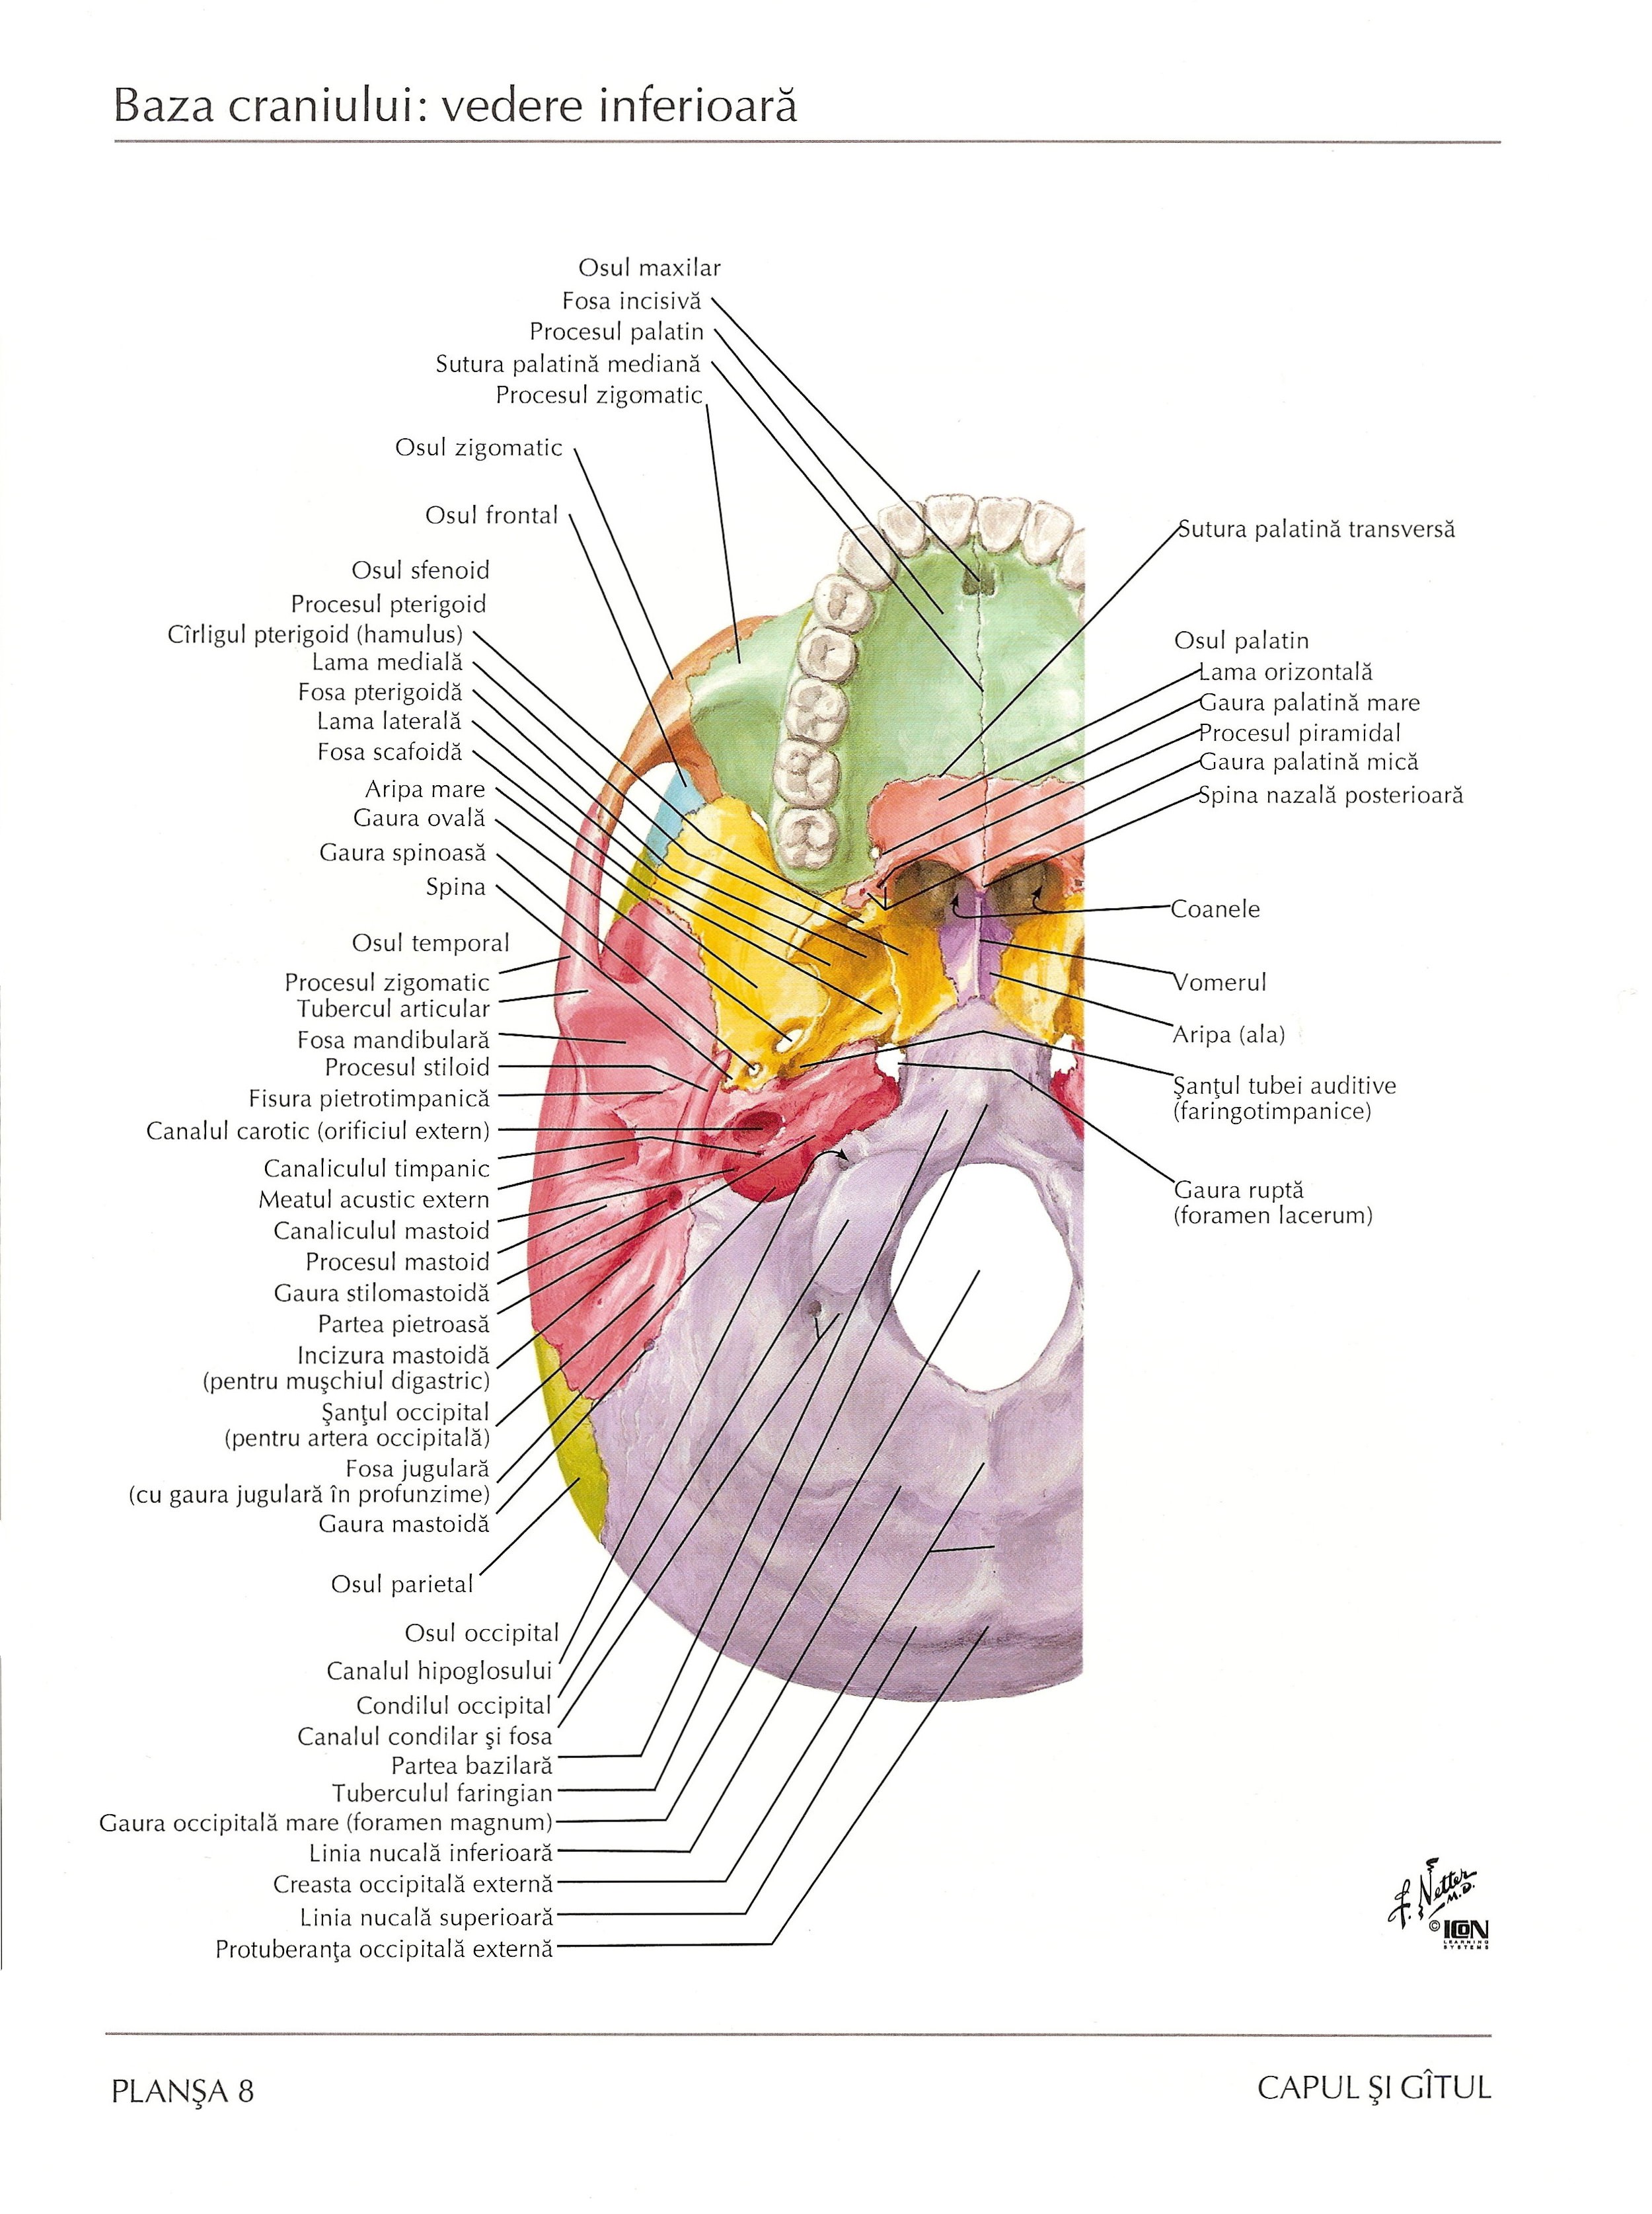 Baza craniului: vedere inferioară
Osul maxilar
Fosa incisivă
Procesul palatin
Sutura palatină mediană
Procesul zigomatic
Osul zigomatic
Osul frontal
Osul sfenoid
Procesul pterigoid
Cîrligul pterigoid (hamulus)
Lama medială
Fosa pterigoidă
Lama laterală
Fosa scafoidă
Aripa mare
Gaura ovală
Gaura spinoasă
Spina
Osul temporal
Procesul zigomatic
Tubercul articular
Fosa mandibulară
Procesul stiloid
Fisura pietrotimpanică
Canalul carotic (orificiul extern)
Canaliculul timpanic
Meatul acustic extern
Canaliculul mastoid
Procesul mastoid
Gaura stilomastoidă
Partea pietroasă
Incizura mastoidă
(pentru muşchiul digastric)
Şanţul occipital
(pentru artera occipitală)
Fosa jugulară
(cu gaura jugulară în profunzime)
Gaura mastoidă
Osul parietal
Osul occipital
Canalul hipoglosului
Condilul occipital
Canalul condilar şi fosa
Partea bazilară
Tuberculul faringian
Gaura occipitală mare (foramen magnum)
Linia nucală inferioară
Creasta occipitală externă
Linia nucală superioară
Protuberanţa occipitală externă
Sutura palatină transversă
Osul palatin
Lama orizontală
Gaura palatină mare
Procesul piramidal
Gaura palatină mică
Spina nazală posterioară
Coanele
Vomerul
Aripa (ala)
Şanţul tubei auditive
(faringotimpanice)
Gaura ruptă
(foramen lacerum)
F. Netter
M.D.
© ICON
LEARNING
SYSTEMS
PLANŞA 8
CAPUL ŞI GÎTUL